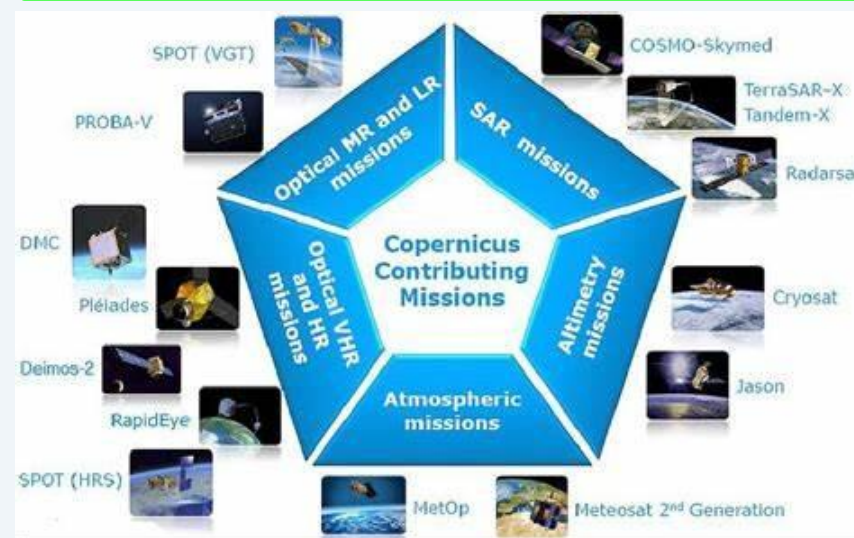 SPOT (VGT)
PROBA-V
Optical MR and LR
missions
COSMO-Skymed
TerraSAR-X
Tandem-X
Radarsa
SAR missions
DMC
Pléiades
Deimos-2
RapidEye
SPOT (HRS)
Optical VHR
and HR
missions
Copernicus
Contributing
Missions
Altimetry
missions
Cryosat
Jason
Atmospheric
missions
MetOp
Meteosat 2nd Generation